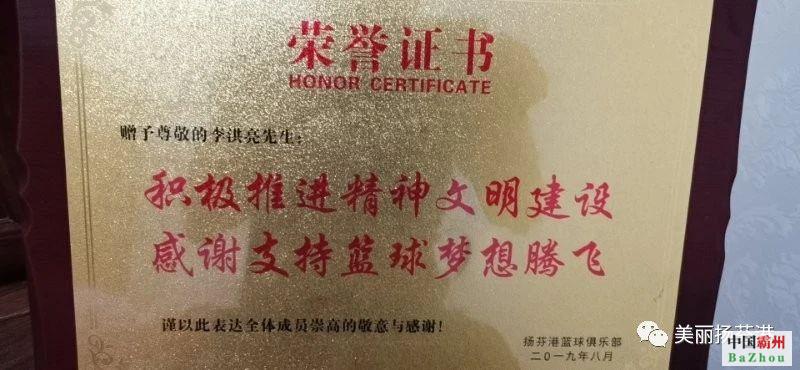 荣誉证书
HONOR CERTIFICATE
赠予尊敬的李洪亮先生：
积极推进精神文明建设
感谢支持篮球梦想腾飞
谨以此表达全体成员崇高的敬意与感谢！
扬芬港篮球俱乐部
二〇一九年八月
美丽扬芬港
中国霸州
BaZhou